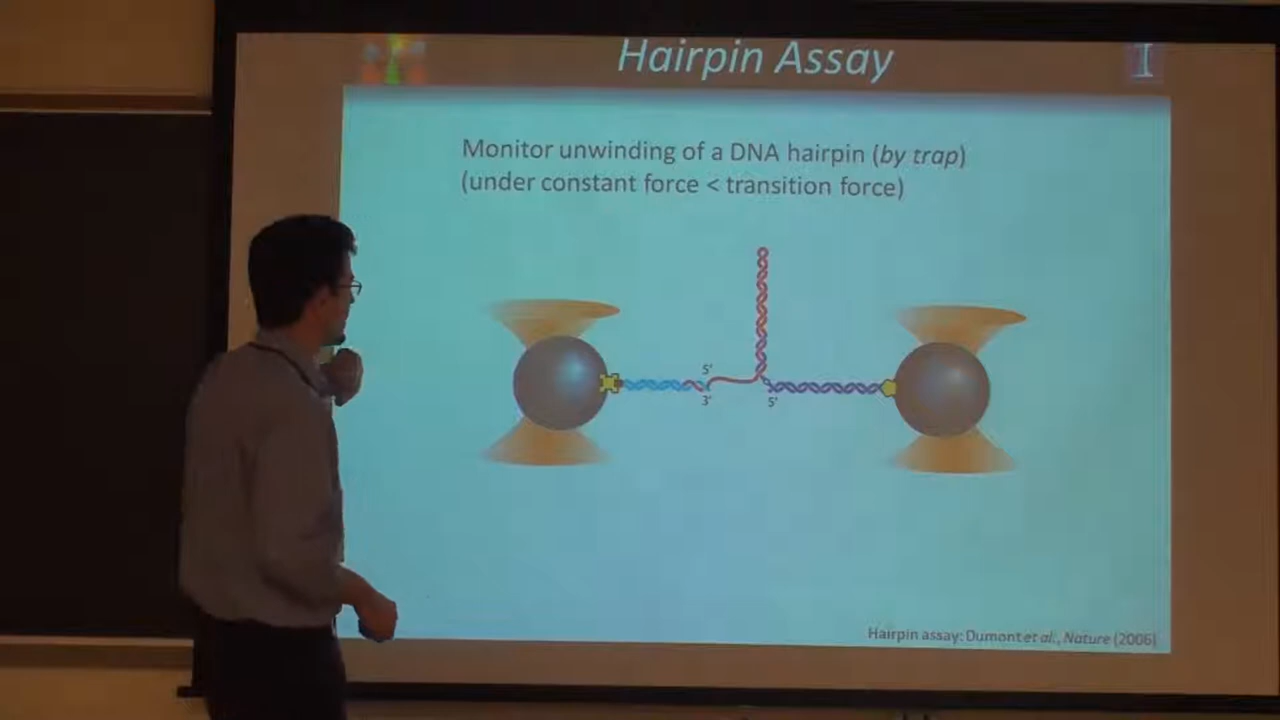 Hairpin Assay
I
Monitor unwinding of a DNA hairpin (by trap)
(under constant force < transition force)
5'
3'
5'
Hairpin assay: Dumont et al., Nature (2006)